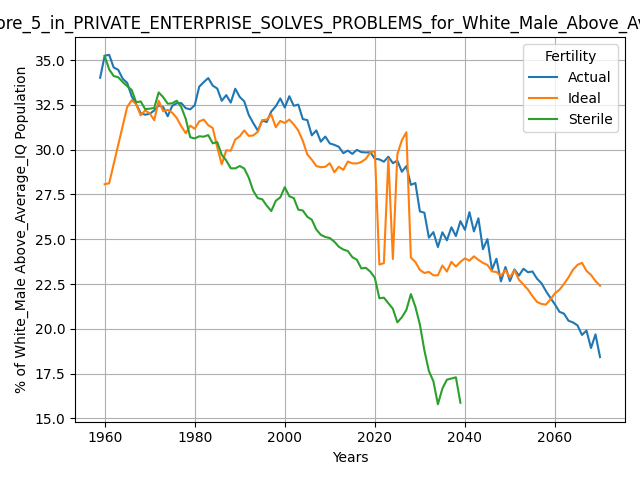 ore_5_in_PRIVATE_ENTERPRISE_SOLVES_PROBLEMS_for_White_Male_Above_Av
Fertility
Actual
Ideal
Sterile
% of White_Male Above_Average_IQ Population
35.0
32.5
30.0
27.5
25.0
22.5
20.0
17.5
15.0
1960 1980 2000 2020 2040 2060
Years